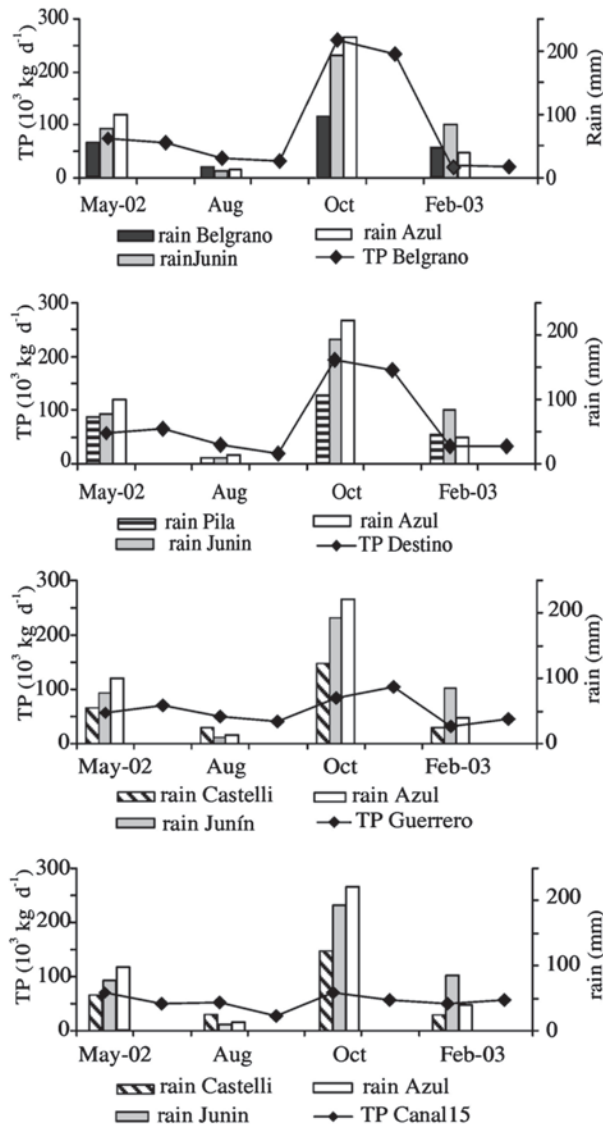 TP (10³ kg d⁻¹)
300
200
100
0
200
100
0
Rain (mm)
May-02 Aug Oct Feb-03
rain Belgrano rain Azul
rainJunin TP Belgrano
TP (10³ kg d⁻¹)
300
200
100
0
200
100
0
rain (mm)
May-02 Aug Oct Feb-03
rain Pila rain Azul
rain Junin TP Destino
TP (10³ kg d⁻¹)
300
200
100
0
200
100
0
rain (mm)
May-02 Aug Oct Feb-03
rain Castelli rain Azul
rain Junín TP Guerrero
TP (10³ kg d⁻¹)
300
200
100
0
200
100
0
rain (mm)
May-02 Aug Oct Feb-03
rain Castelli rain Azul
rain Junin TP Canal15